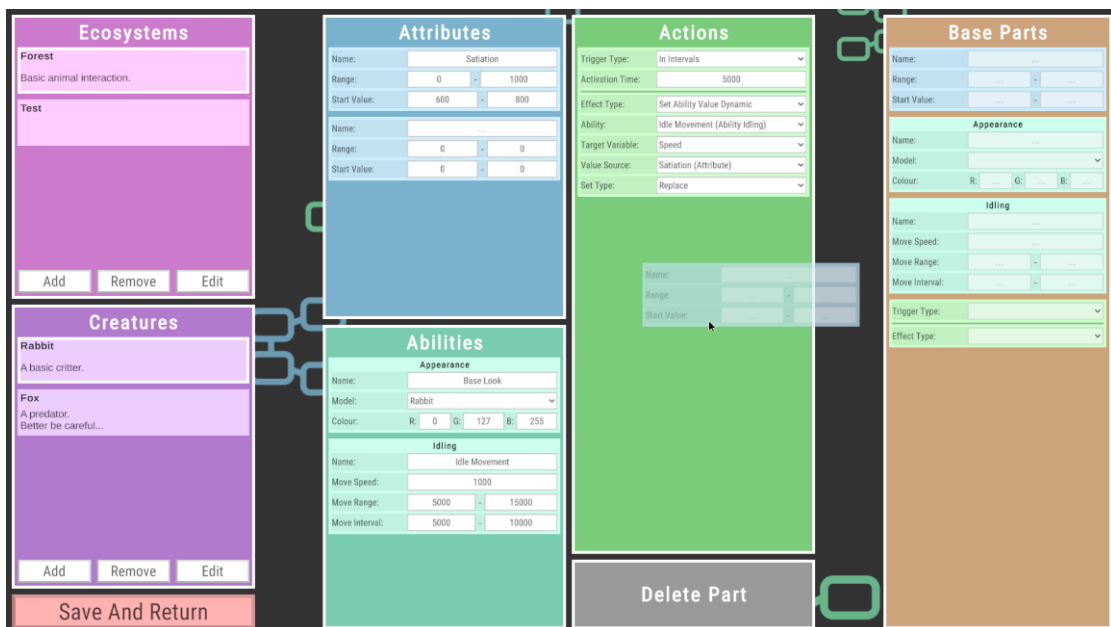 Ecosystems
Forest
Basic animal interaction.
Test
Add Remove Edit
Creatures
Rabbit
A basic critter.
Fox
A predator.
Better be careful...
Add Remove Edit
Save And Return
Attributes
Name: Satiation
Range: 0 - 1000
Start Value: 600 - 800
Name: ...
Range: 0 - 0
Start Value: 0 - 0
Abilities
Appearance
Name: Base Look
Model: Rabbit
Colour: R: 0 G: 127 B: 255
Idling
Name: Idle Movement
Move Speed: 1000
Move Range: 5000 - 15000
Move Interval: 5000 - 10000
Actions
Trigger Type: In Intervals
Activation Time: 5000
Effect Type: Set Ability Value Dynamic
Ability: Idle Movement (Ability Idling)
Target Variable: Speed
Value Source: Satiation (Attribute)
Set Type: Replace
Name: ...
Range: ... - ...
Start Value: ... - ...
Delete Part
Base Parts
Name: ...
Range: ... - ...
Start Value: ... - ...
Appearance
Name: ...
Model:
Colour: R: ... G: ... B: ...
Idling
Name: ...
Move Speed: ...
Move Range: ... - ...
Move Interval: ... - ...
Trigger Type:
Effect Type: